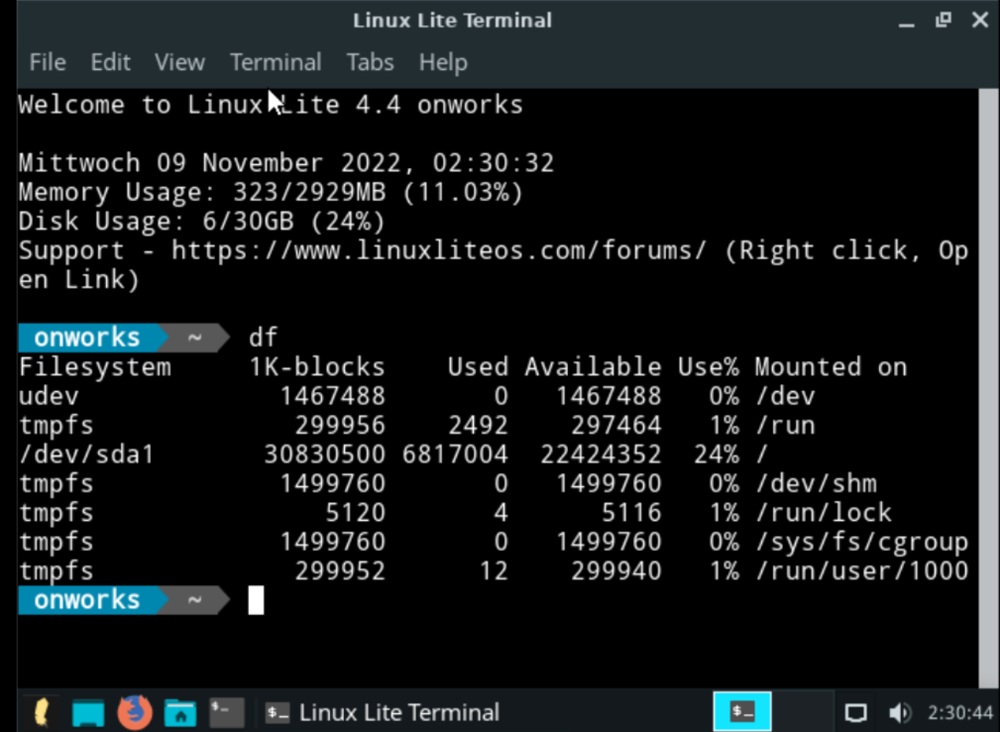 Linux Lite Terminal
File Edit View Terminal Tabs Help
Welcome to Linux Lite 4.4 onworks
Mittwoch 09 November 2022, 02:30:32
Memory Usage: 323/2929MB (11.03%)
Disk Usage: 6/30GB (24%)
Support - https://www.linuxliteos.com/forums/ (Right click, Op
en Link)
onworks ~ df
Filesystem 1K-blocks Used Available Use% Mounted on
udev 1467488 0 1467488 0% /dev
tmpfs 299956 2492 297464 1% /run
/dev/sda1 30830500 6817004 22424352 24% /
tmpfs 1499760 0 1499760 0% /dev/shm
tmpfs 5120 4 5116 1% /run/lock
tmpfs 1499760 0 1499760 0% /sys/fs/cgroup
tmpfs 299952 12 299940 1% /run/user/1000
onworks ~
$_ $_ Linux Lite Terminal $_ 2:30:44